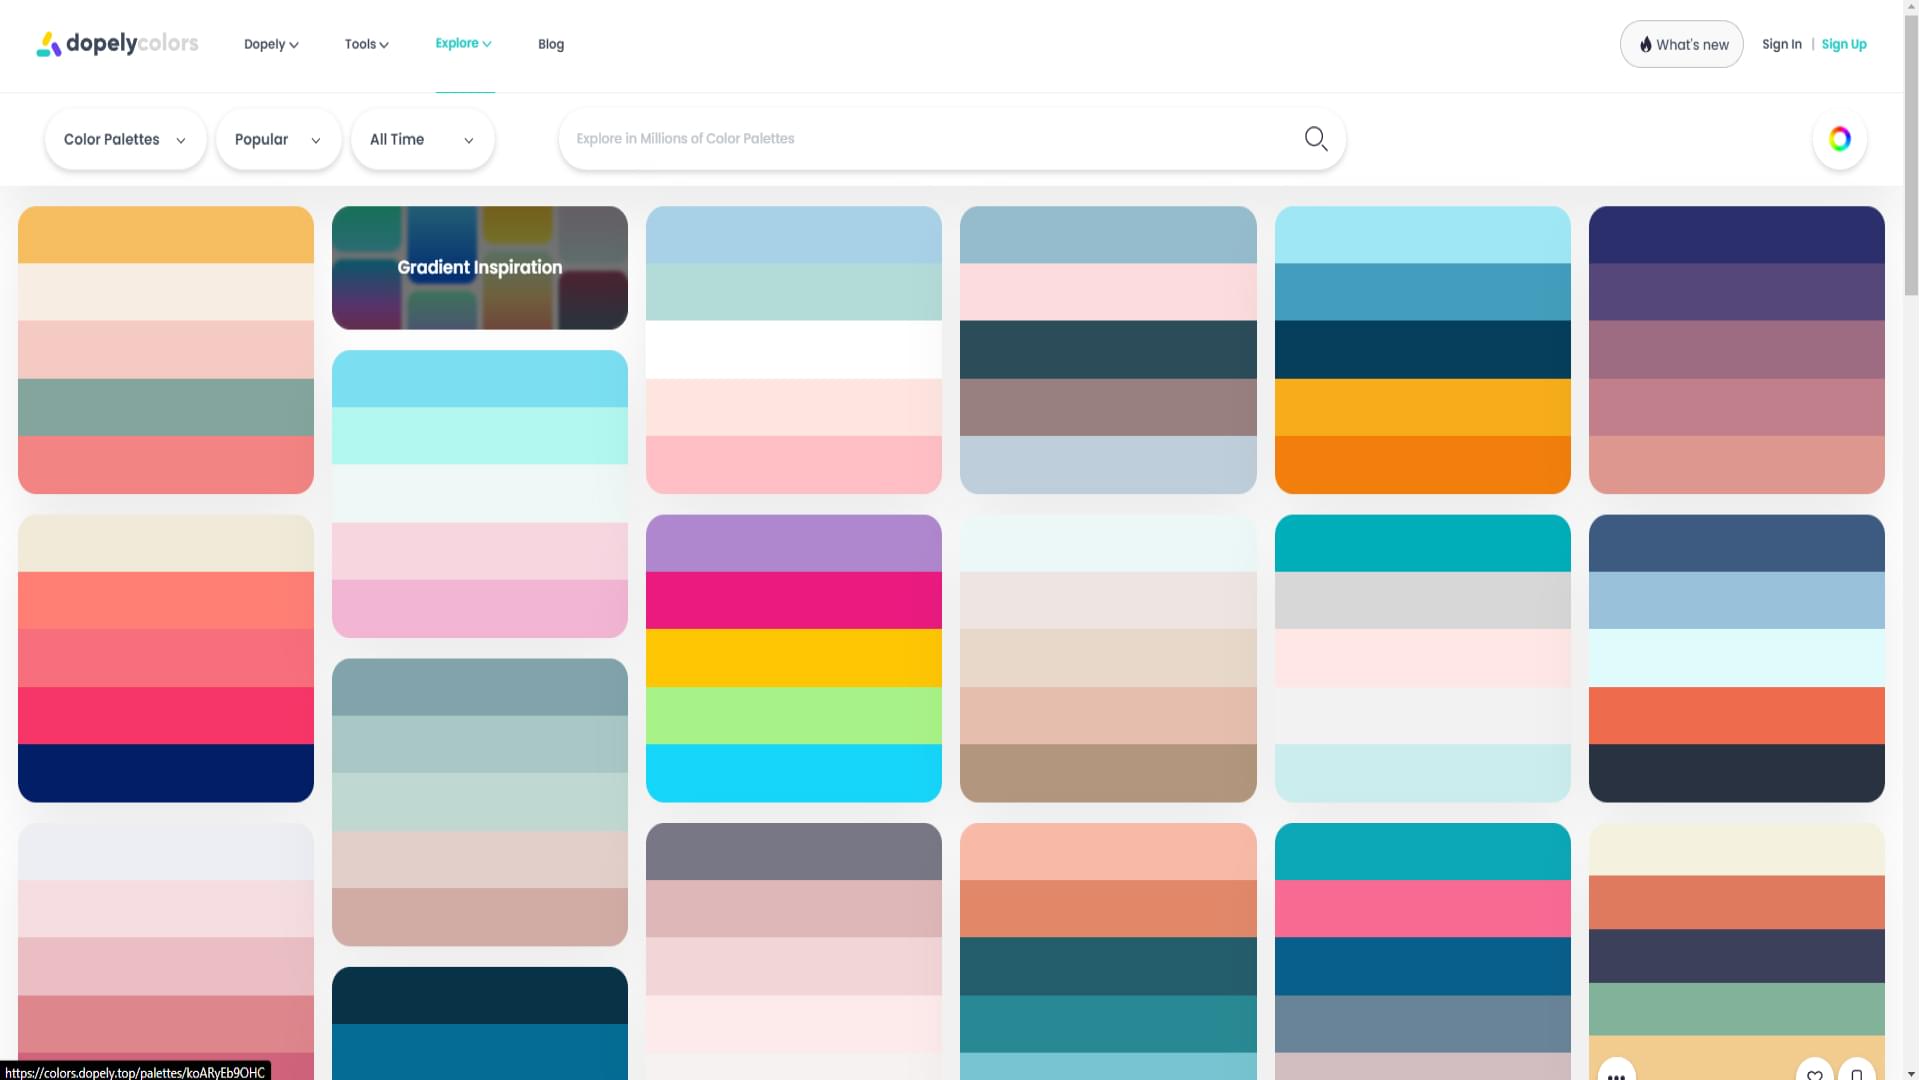 dopelycolors Dopely Tools Explore Blog What's new Sign In | Sign Up
Color Palettes Popular All Time Explore in Millions of Color Palettes
Gradient Inspiration
https://colors.dopely.top/palettes/koARyEb9OHC